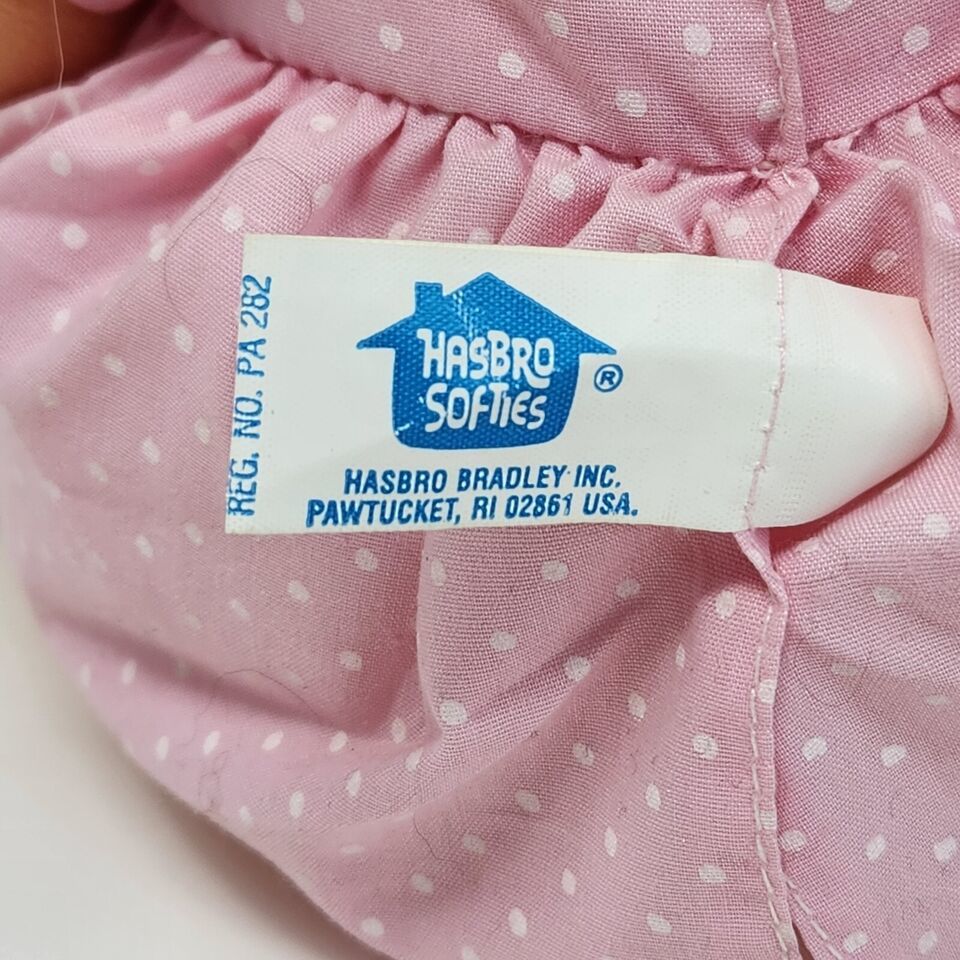 HASBRO
SOFTIES
®
HASBRO BRADLEY INC.
PAWTUCKET, RI 02861 USA.
REG. NO. PA 282